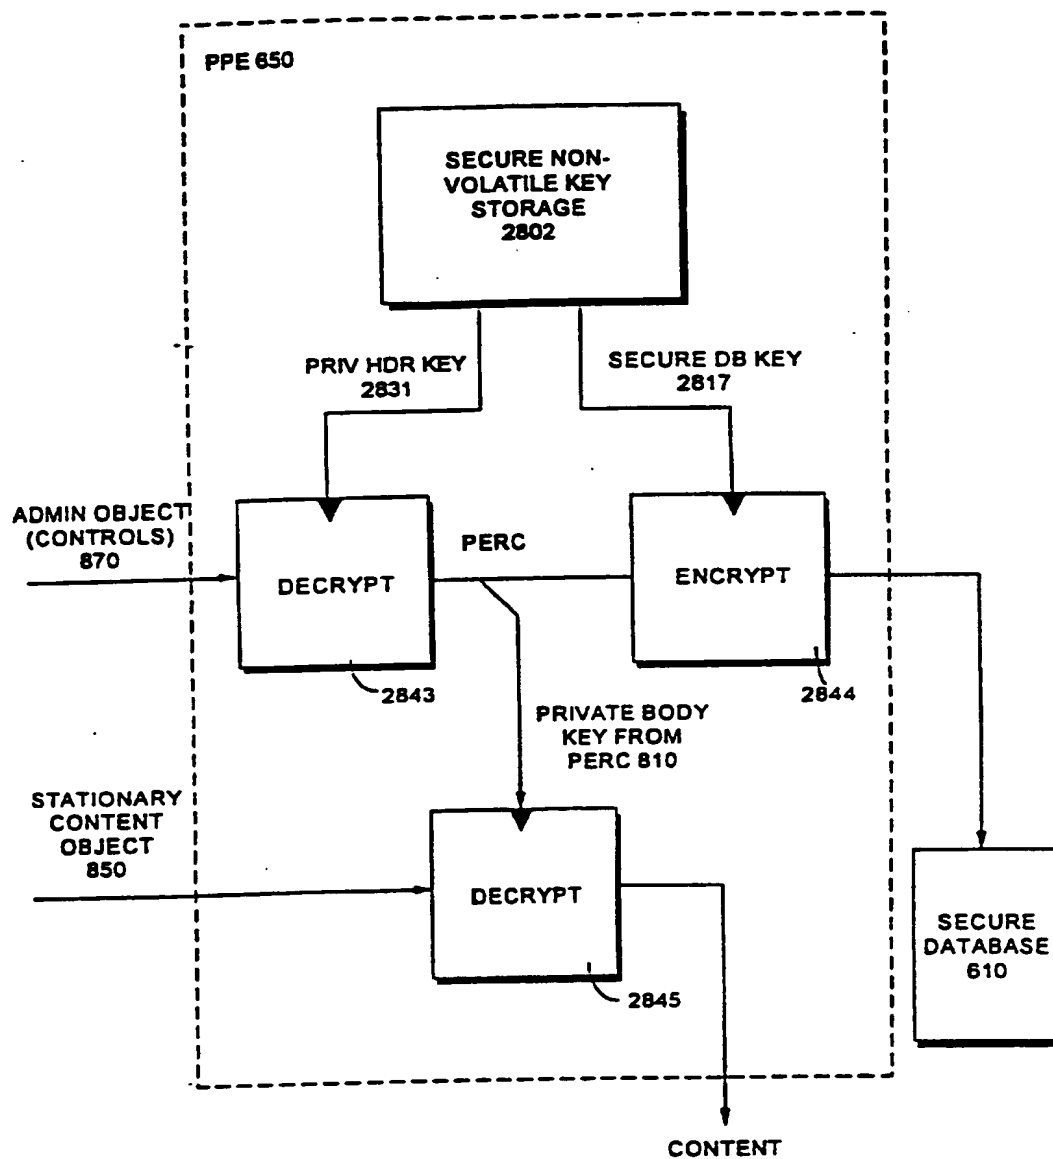 PPE 650
SECURE NON-
VOLATILE KEY
STORAGE
2802
PRIV HDR KEY
2831
SECURE DB KEY
2817
ADMIN OBJECT
(CONTROLS)
870
DECRYPT
PERC
ENCRYPT
2843
2844
PRIVATE BODY
KEY FROM
PERC 810
STATIONARY
CONTENT
OBJECT
850
DECRYPT
2845
SECURE
DATABASE
610
CONTENT